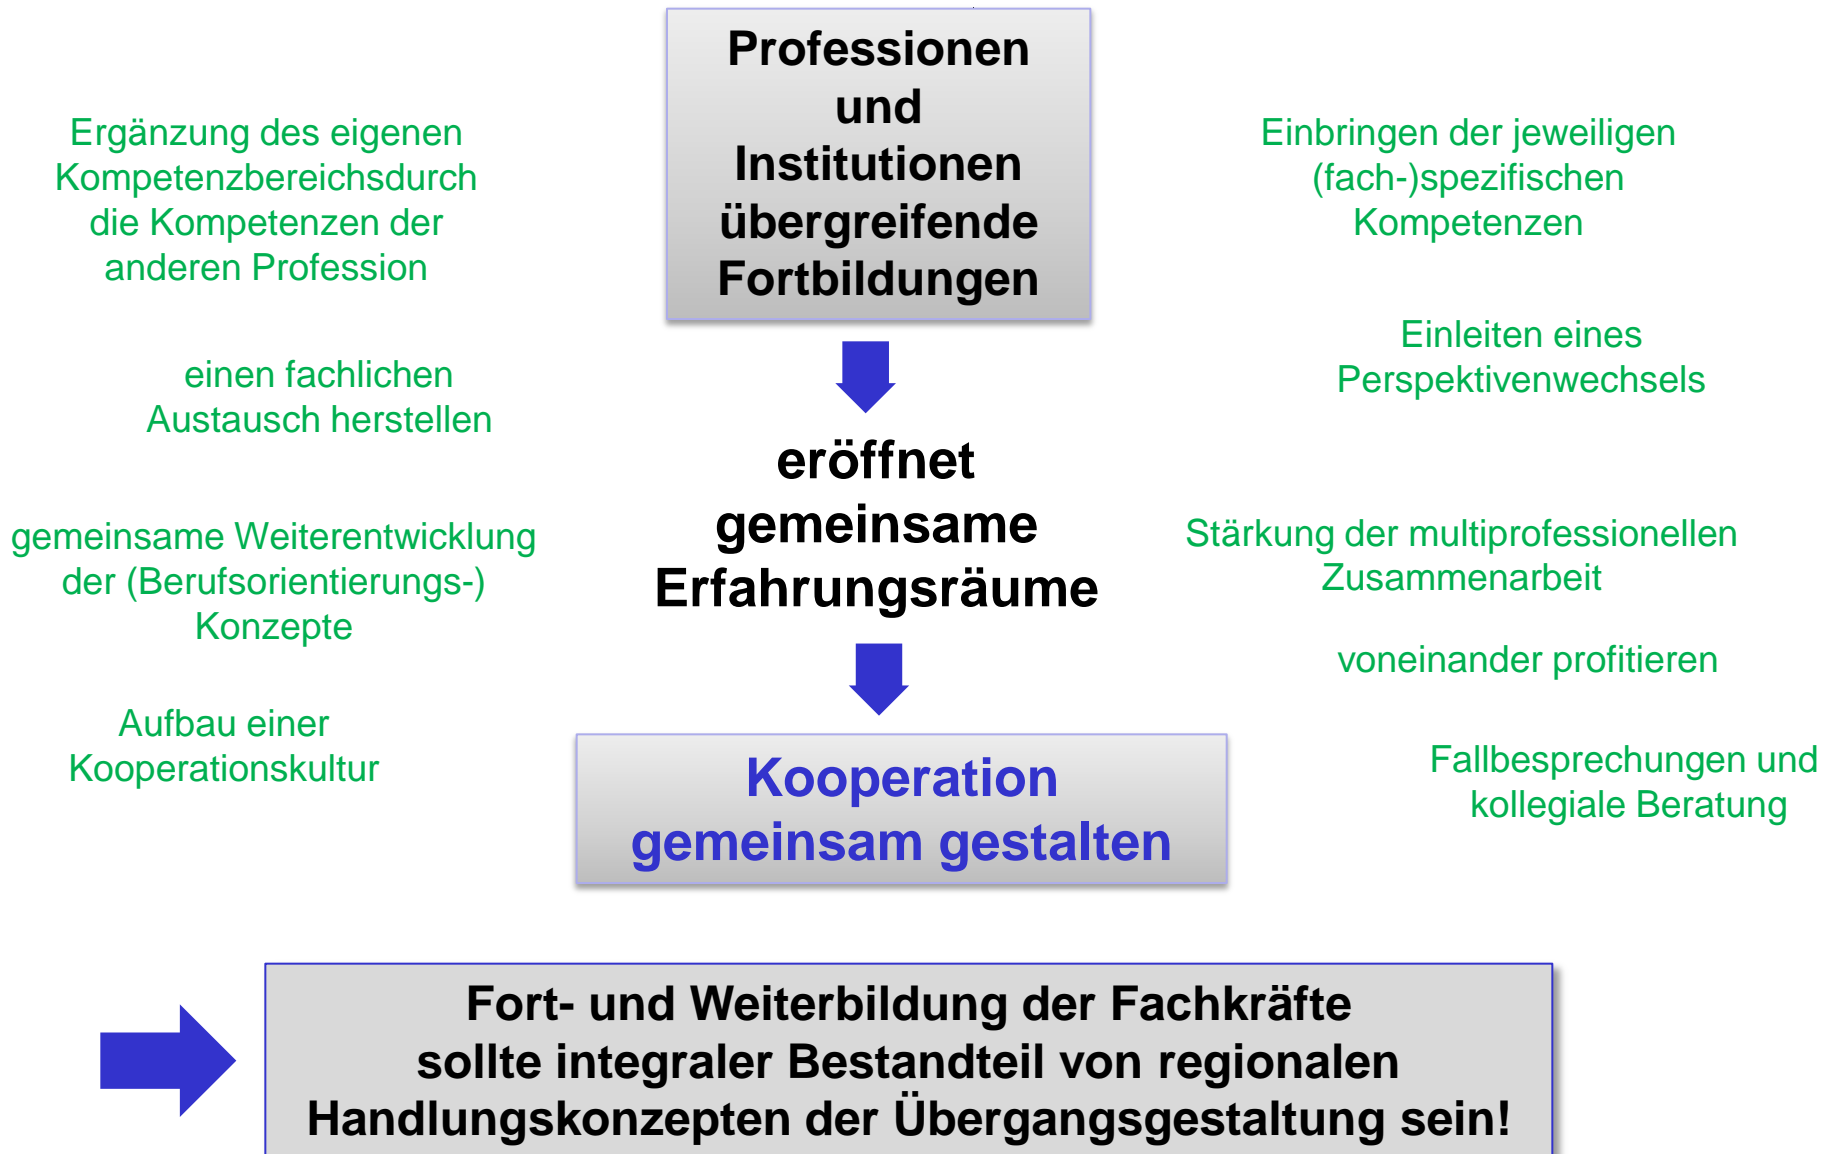 Professionen
und
Institutionen
übergreifende
Fortbildungen
Ergänzung des eigenen
Kompetenzbereichsdurch
die Kompetenzen der
anderen Profession
einen fachlichen
Austausch herstellen
gemeinsame Weiterentwicklung
der (Berufsorientierungs-)
Konzepte
Aufbau einer
Kooperationskultur
eröffnet
gemeinsame
Erfahrungsräume
Kooperation
gemeinsam gestalten
Einbringen der jeweiligen
(fach-)spezifischen
Kompetenzen
Einleiten eines
Perspektivenwechsels
Stärkung der multiprofessionellen
Zusammenarbeit
voneinander profitieren
Fallbesprechungen und
kollegiale Beratung
Fort- und Weiterbildung der Fachkräfte
sollte integraler Bestandteil von regionalen
Handlungskonzepten der Übergangsgestaltung sein!